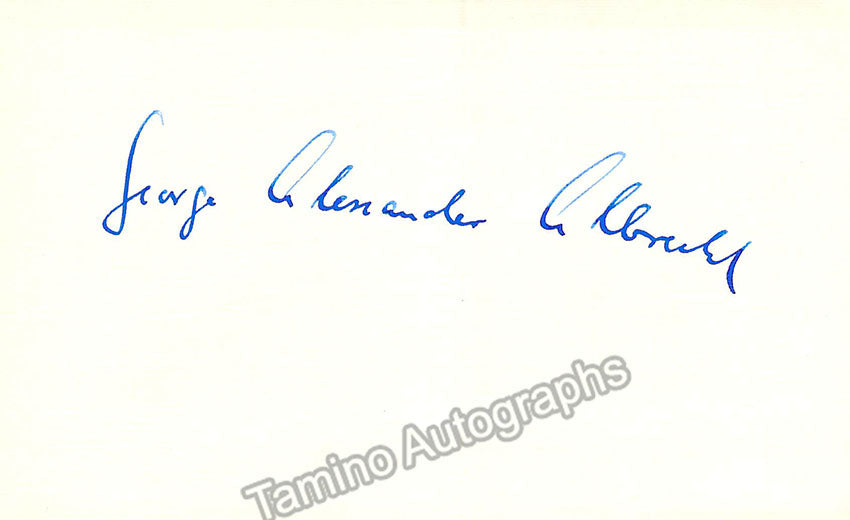 George Alexander Albrecht
Tamino Autographs